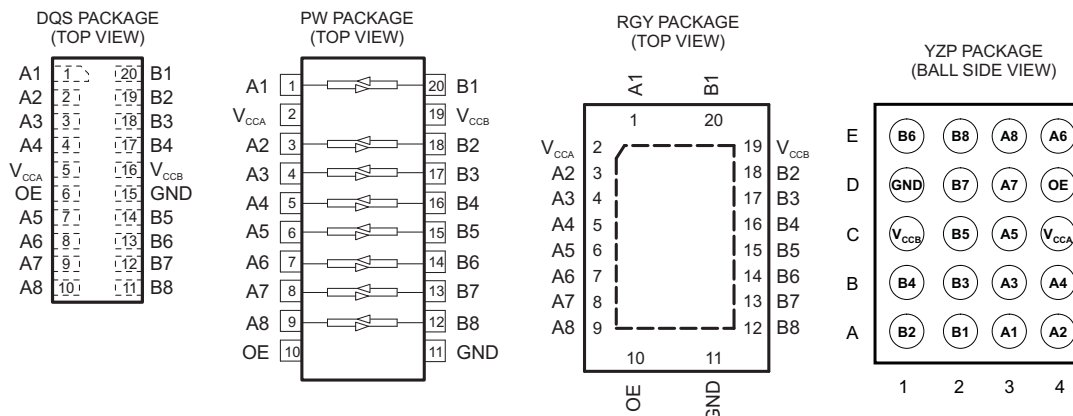 DQS PACKAGE
(TOP VIEW)
A1 1 20 B1
A2 2 19 B2
A3 3 18 B3
A4 4 17 B4
VCCA 5 16 VCCB
OE 6 15 GND
A5 7 14 B5
A6 8 13 B6
A7 9 12 B7
A8 10 11 B8
PW PACKAGE
(TOP VIEW)
A1 1 20 B1
VCCA 2 19 VCCB
A2 3 18 B2
A3 4 17 B3
A4 5 16 B4
A5 6 15 B5
A6 7 14 B6
A7 8 13 B7
A8 9 12 B8
OE 10 11 GND
RGY PACKAGE
(TOP VIEW)
A1 B1
1 20
VCCA 2 19 VCCB
A2 3 18 B2
A3 4 17 B3
A4 5 16 B4
A5 6 15 B5
A6 7 14 B6
A7 8 13 B7
A8 9 12 B8
10 11
OE GND
YZP PACKAGE
(BALL SIDE VIEW)
E B6 B8 A8 A6
D GND B7 A7 OE
C VCCB B5 A5 VCCA
B B4 B3 A3 A4
A B2 B1 A1 A2
1 2 3 4